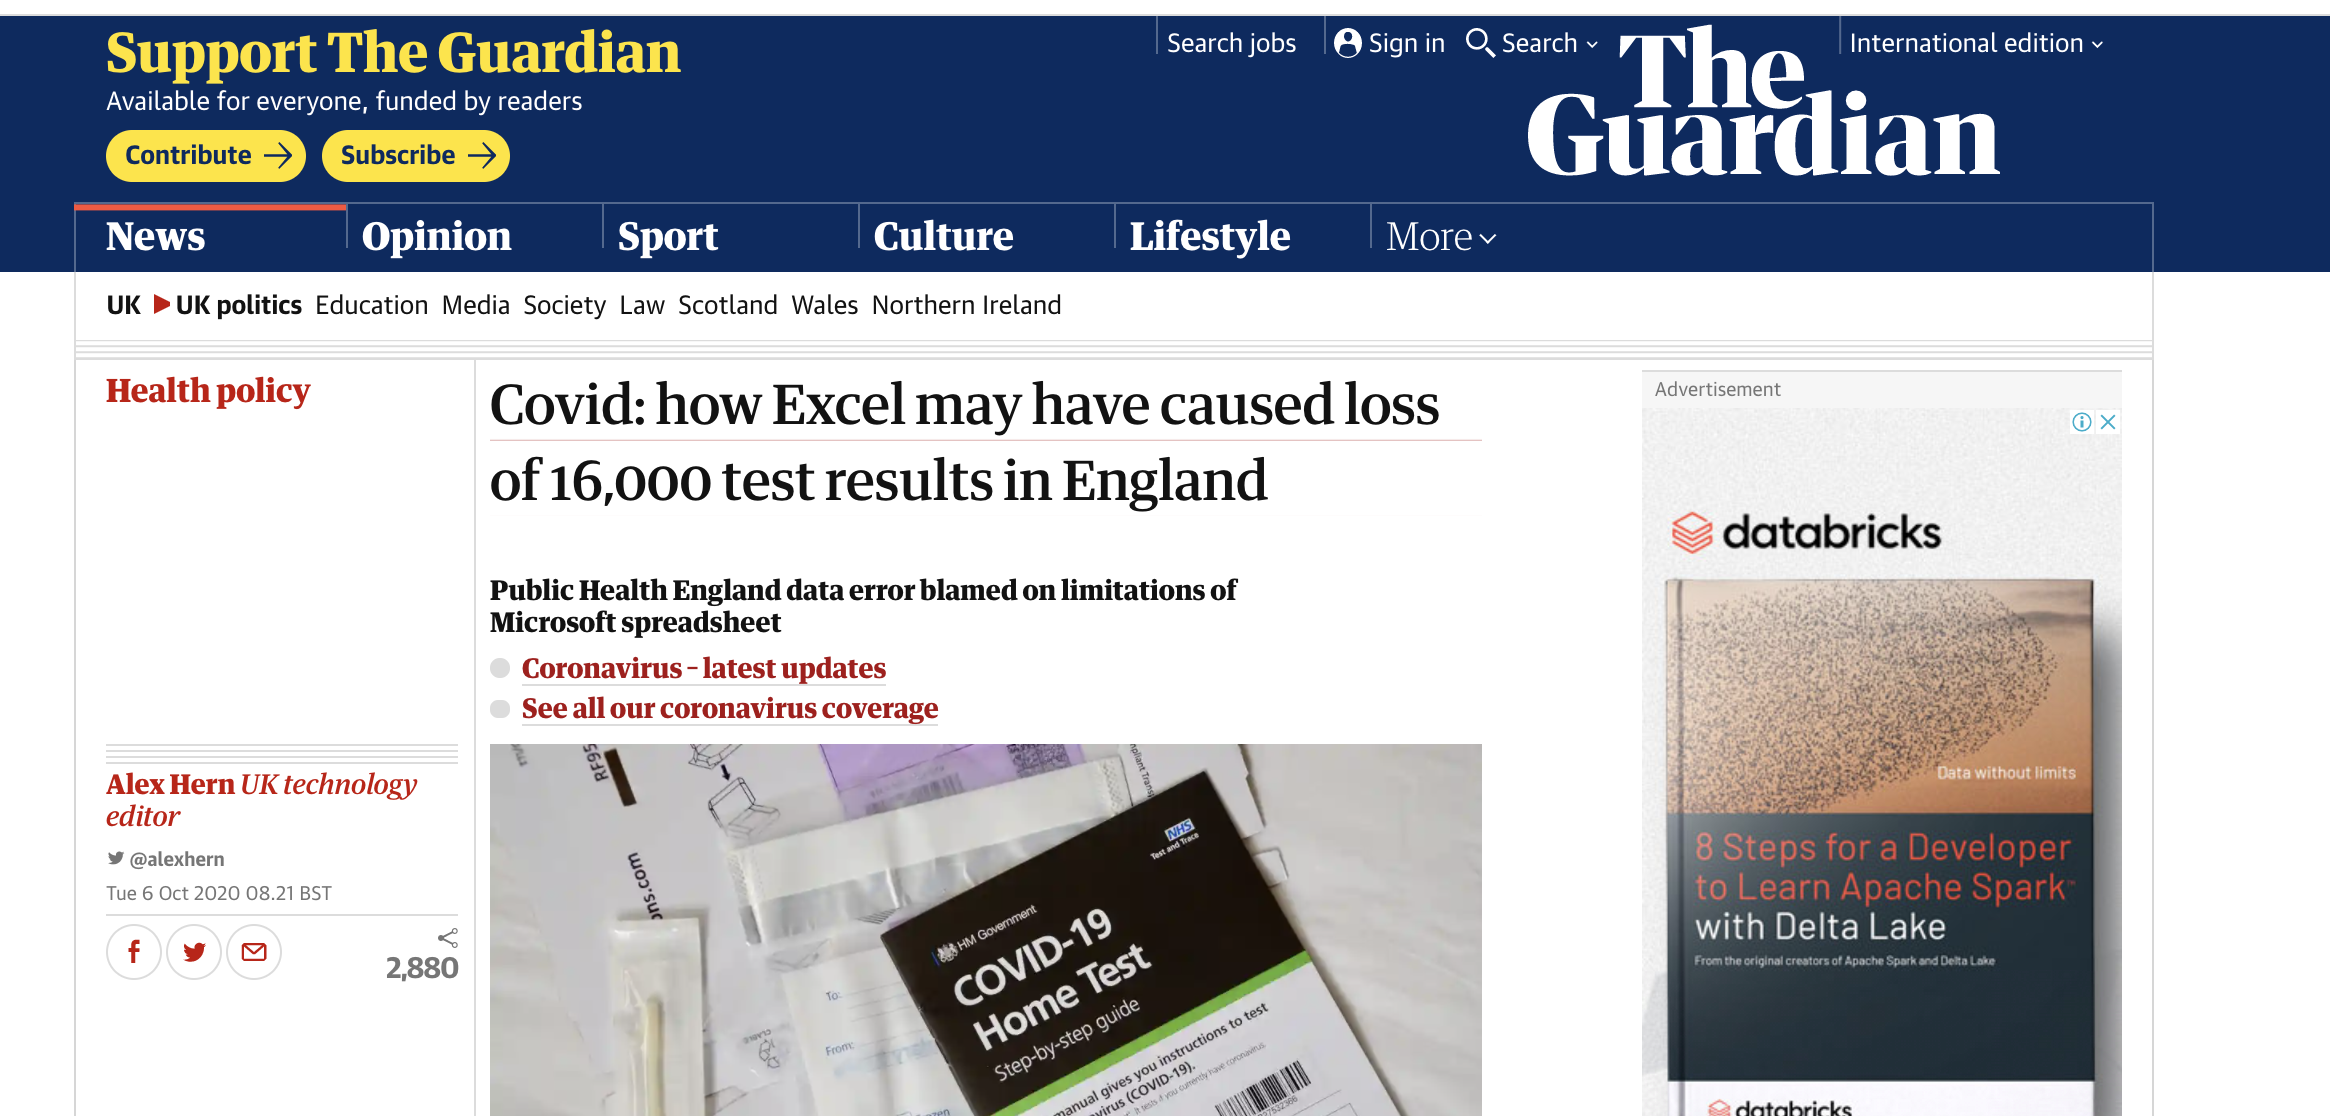 Support The Guardian
Available for everyone, funded by readers
Contribute
Subscribe
Search jobs
Sign in
Search
International edition
The
Guardian
News
Opinion
Sport
Culture
Lifestyle
More
UK
UK politics
Education
Media
Society
Law
Scotland
Wales
Northern Ireland
Health policy
Covid: how Excel may have caused loss
of 16,000 test results in England
Public Health England data error blamed on limitations of
Microsoft spreadsheet
Coronavirus – latest updates
See all our coronavirus coverage
Alex Hern UK technology
editor
@alexhern
Tue 6 Oct 2020 08.21 BST
2,880
RF95
ns.com
To:
From:
NHS
Test and Trace
HM Government
COVID-19
Home Test
Step-by-step guide
manual gives you instructions to test
virus (COVID-19).
Advertisement
databricks
Data without limits
8 Steps for a Developer
to Learn Apache Spark™
with Delta Lake
From the original creators of Apache Spark and Delta Lake
databricks